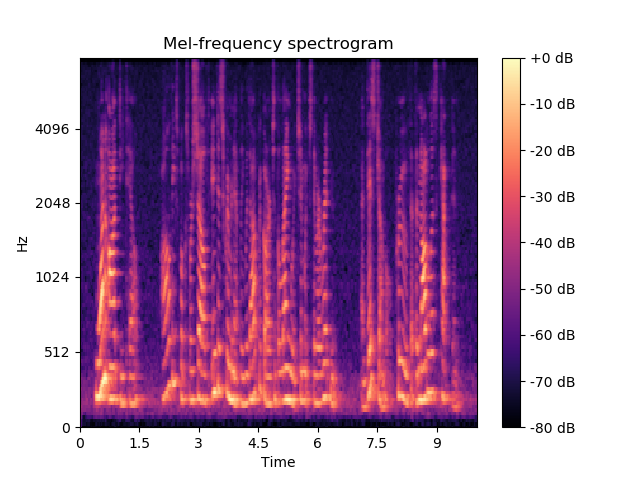 Mel-frequency spectrogram
+0 dB
-10 dB
-20 dB
-30 dB
-40 dB
-50 dB
-60 dB
-70 dB
-80 dB
Hz
4096
2048
1024
512
0
0 1.5 3 4.5 6 7.5 9
Time